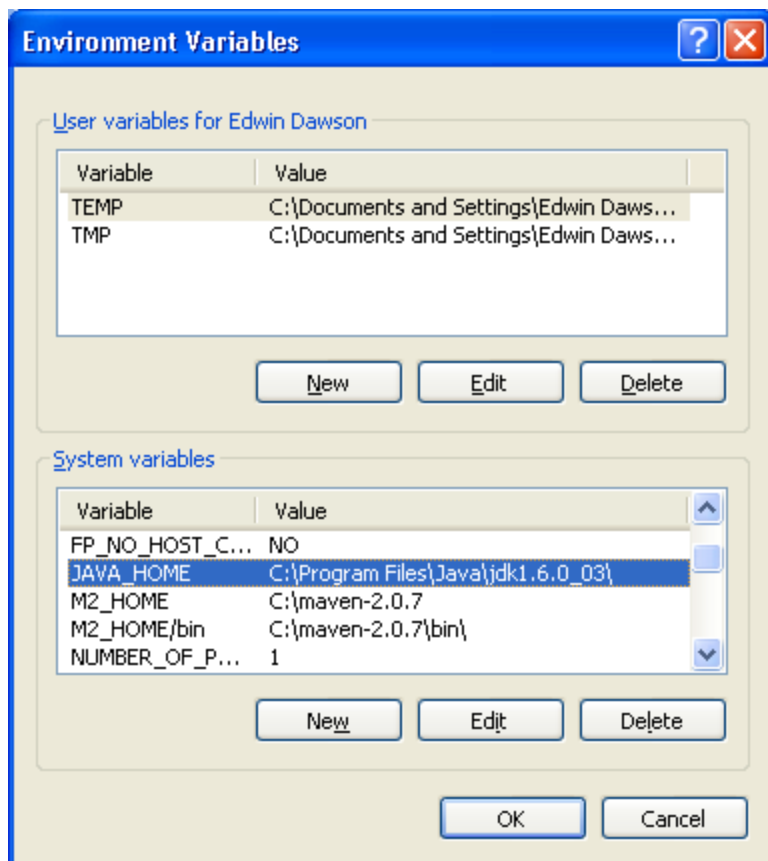 Environment Variables
User variables for Edwin Dawson
Variable Value
TEMP C:\Documents and Settings\Edwin Daws...
TMP C:\Documents and Settings\Edwin Daws...
New Edit Delete
System variables
Variable Value
FP_NO_HOST_C... NO
JAVA_HOME C:\Program Files\Java\jdk1.6.0_03\
M2_HOME C:\maven-2.0.7
M2_HOME/bin C:\maven-2.0.7\bin\
NUMBER_OF_P... 1
New Edit Delete
OK Cancel